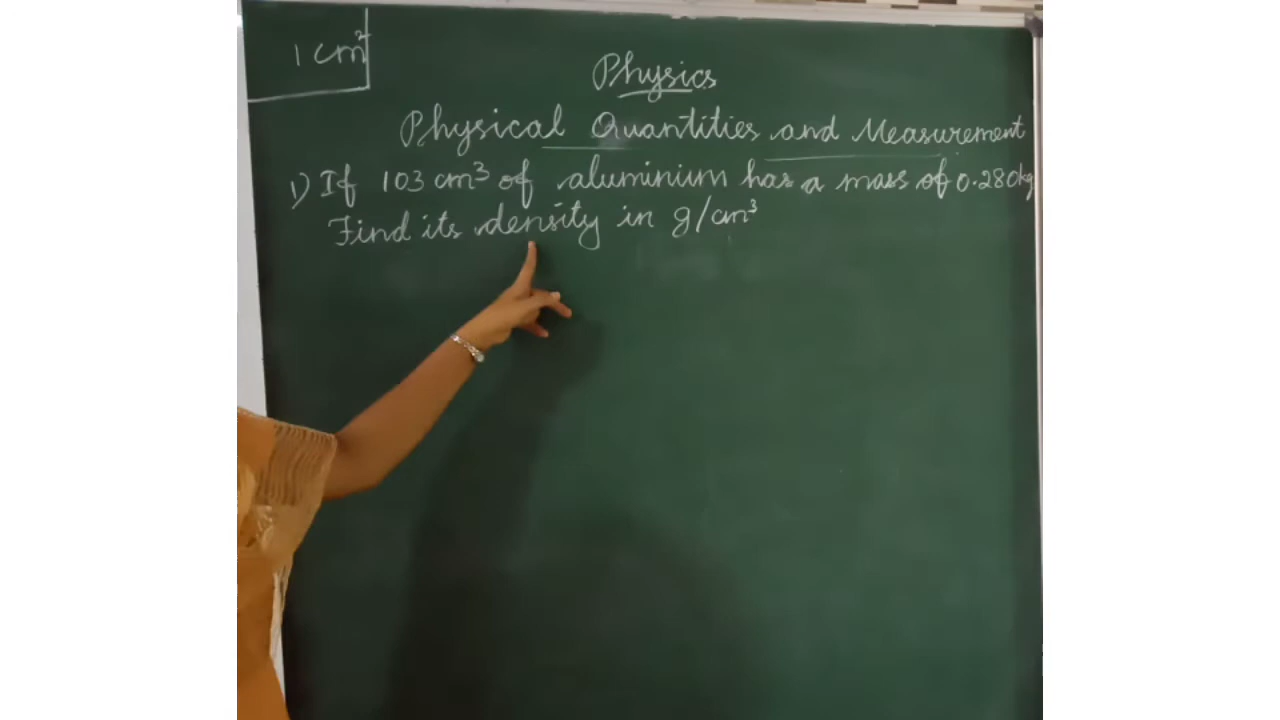 1 cm²
Physics
Physical Quantities and Measurement
1) If 103 cm³ of aluminium has a mass of 0.280kg
Find its density in g/cm³